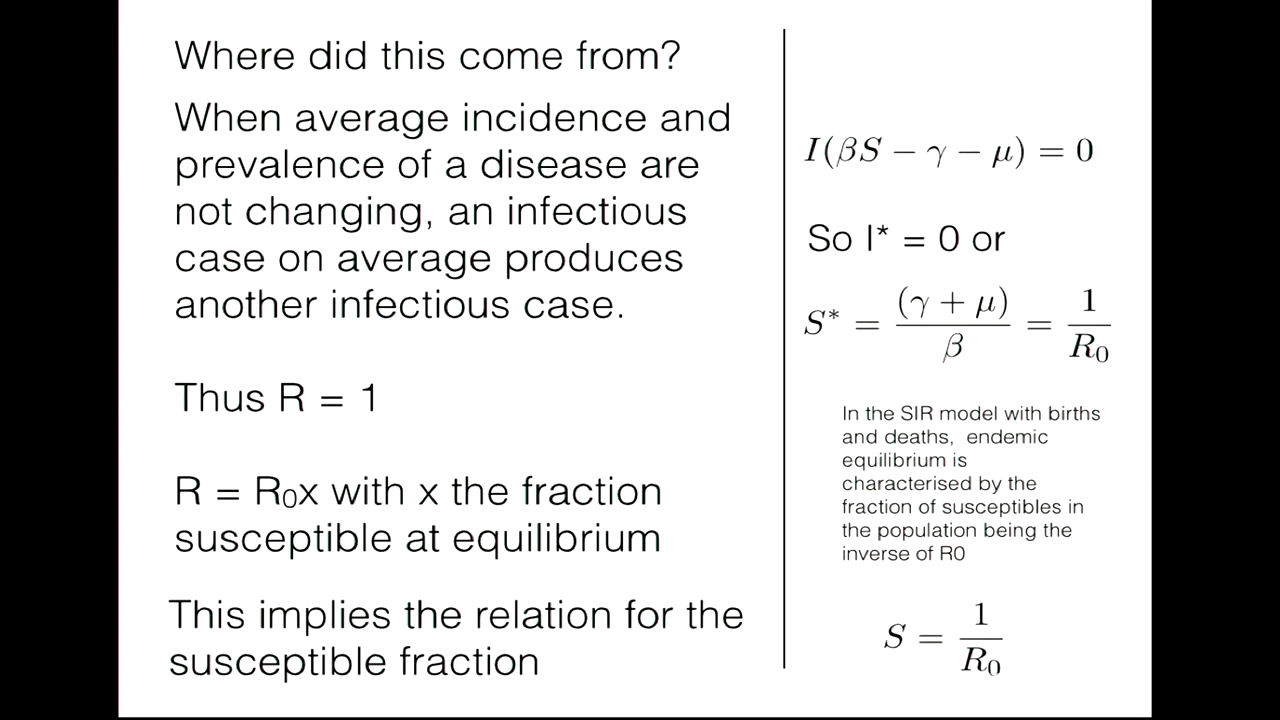 Where did this come from?
When average incidence and
prevalence of a disease are
not changing, an infectious
case on average produces
another infectious case.
Thus R = 1
R = R₀x with x the fraction
susceptible at equilibrium
This implies the relation for the
susceptible fraction
I(βS − γ − μ) = 0
So I* = 0 or
S* = (γ + μ) / β = 1 / R₀
In the SIR model with births
and deaths, endemic
equilibrium is
characterised by the
fraction of susceptibles in
the population being the
inverse of R0
S = 1 / R₀